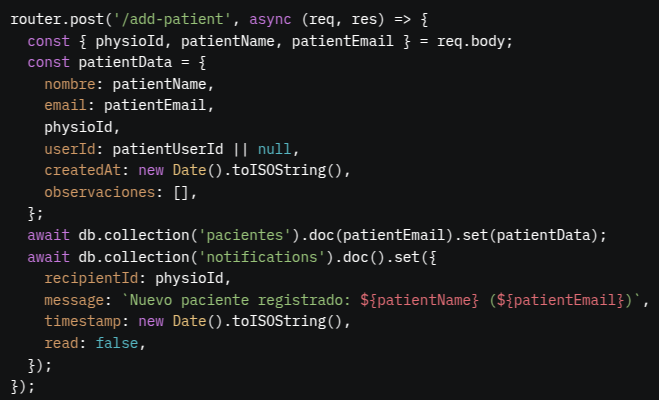 router.post('/add-patient', async (req, res) => {
  const { physioId, patientName, patientEmail } = req.body;
  const patientData = {
    nombre: patientName,
    email: patientEmail,
    physioId,
    userId: patientUserId || null,
    createdAt: new Date().toISOString(),
    observaciones: [],
  };
  await db.collection('pacientes').doc(patientEmail).set(patientData);
  await db.collection('notifications').doc().set({
    recipientId: physioId,
    message: `Nuevo paciente registrado: ${patientName} (${patientEmail})`,
    timestamp: new Date().toISOString(),
    read: false,
  });
});